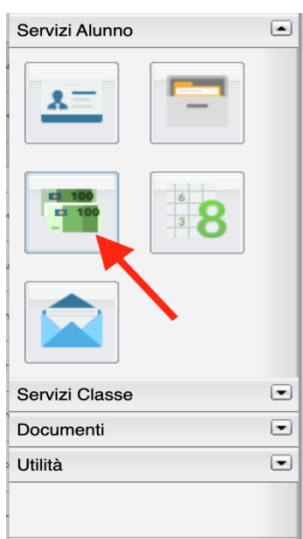 Servizi Alunno
100
100
6
8
3
Servizi Classe
Documenti
Utilità